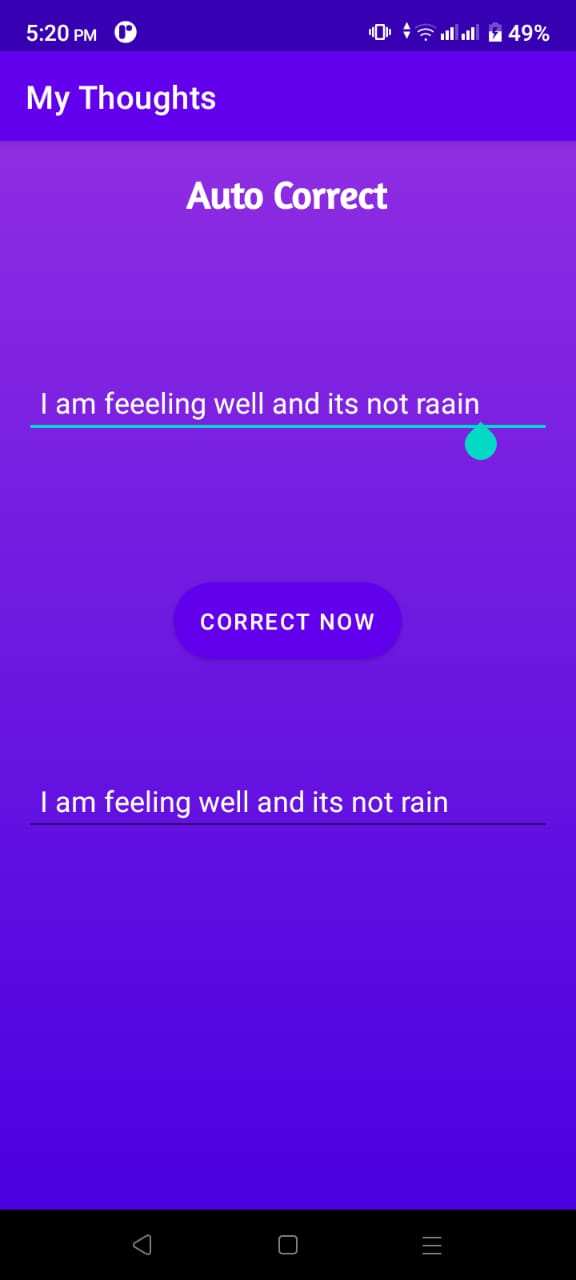 5:20 PM 49%
My Thoughts
Auto Correct
I am feeeling well and its not raain
CORRECT NOW
I am feeling well and its not rain